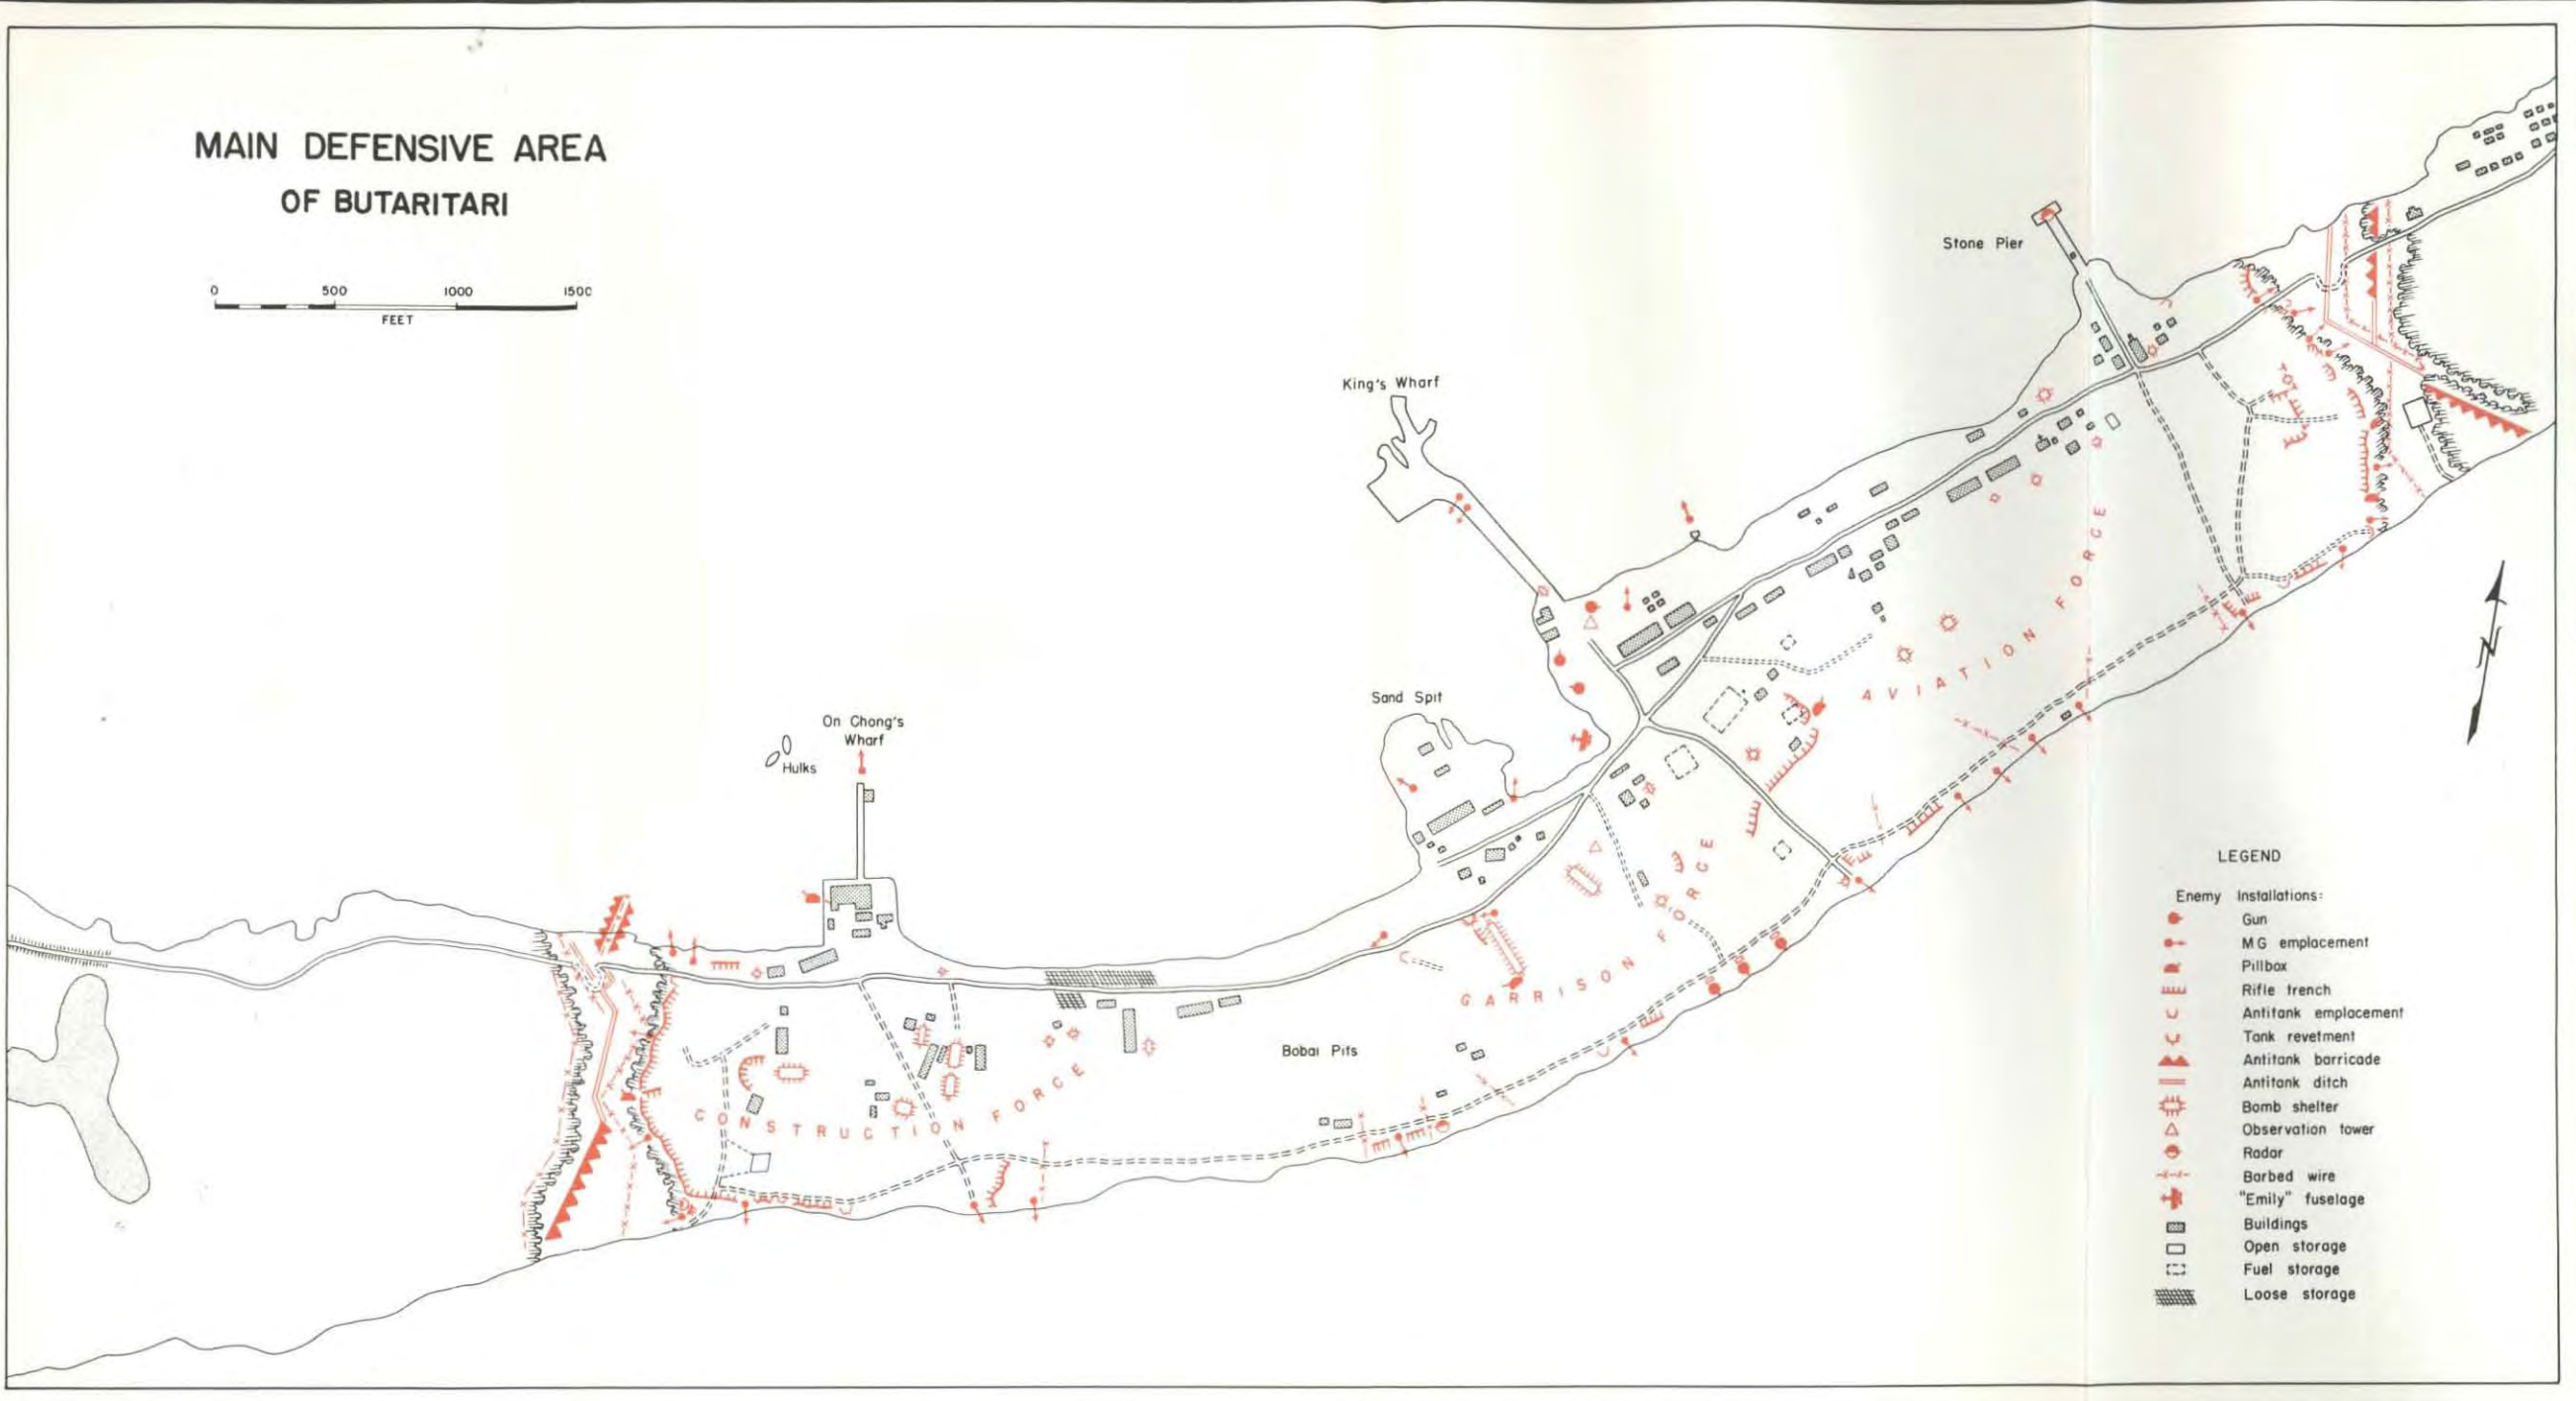 MAIN DEFENSIVE AREA
OF BUTARITARI
0 500 1000 1500
FEET
Stone Pier
King's Wharf
Sand Spit
On Chong's
Wharf
Hulks
AVIATION FORCE
GARRISON FORCE
CONSTRUCTION FORCE
Bobai Pits
N
LEGEND
Enemy Installations:
Gun
MG emplacement
Pillbox
Rifle trench
Antitank emplacement
Tank revetment
Antitank barricade
Antitank ditch
Bomb shelter
Observation tower
Radar
Barbed wire
"Emily" fuselage
Buildings
Open storage
Fuel storage
Loose storage